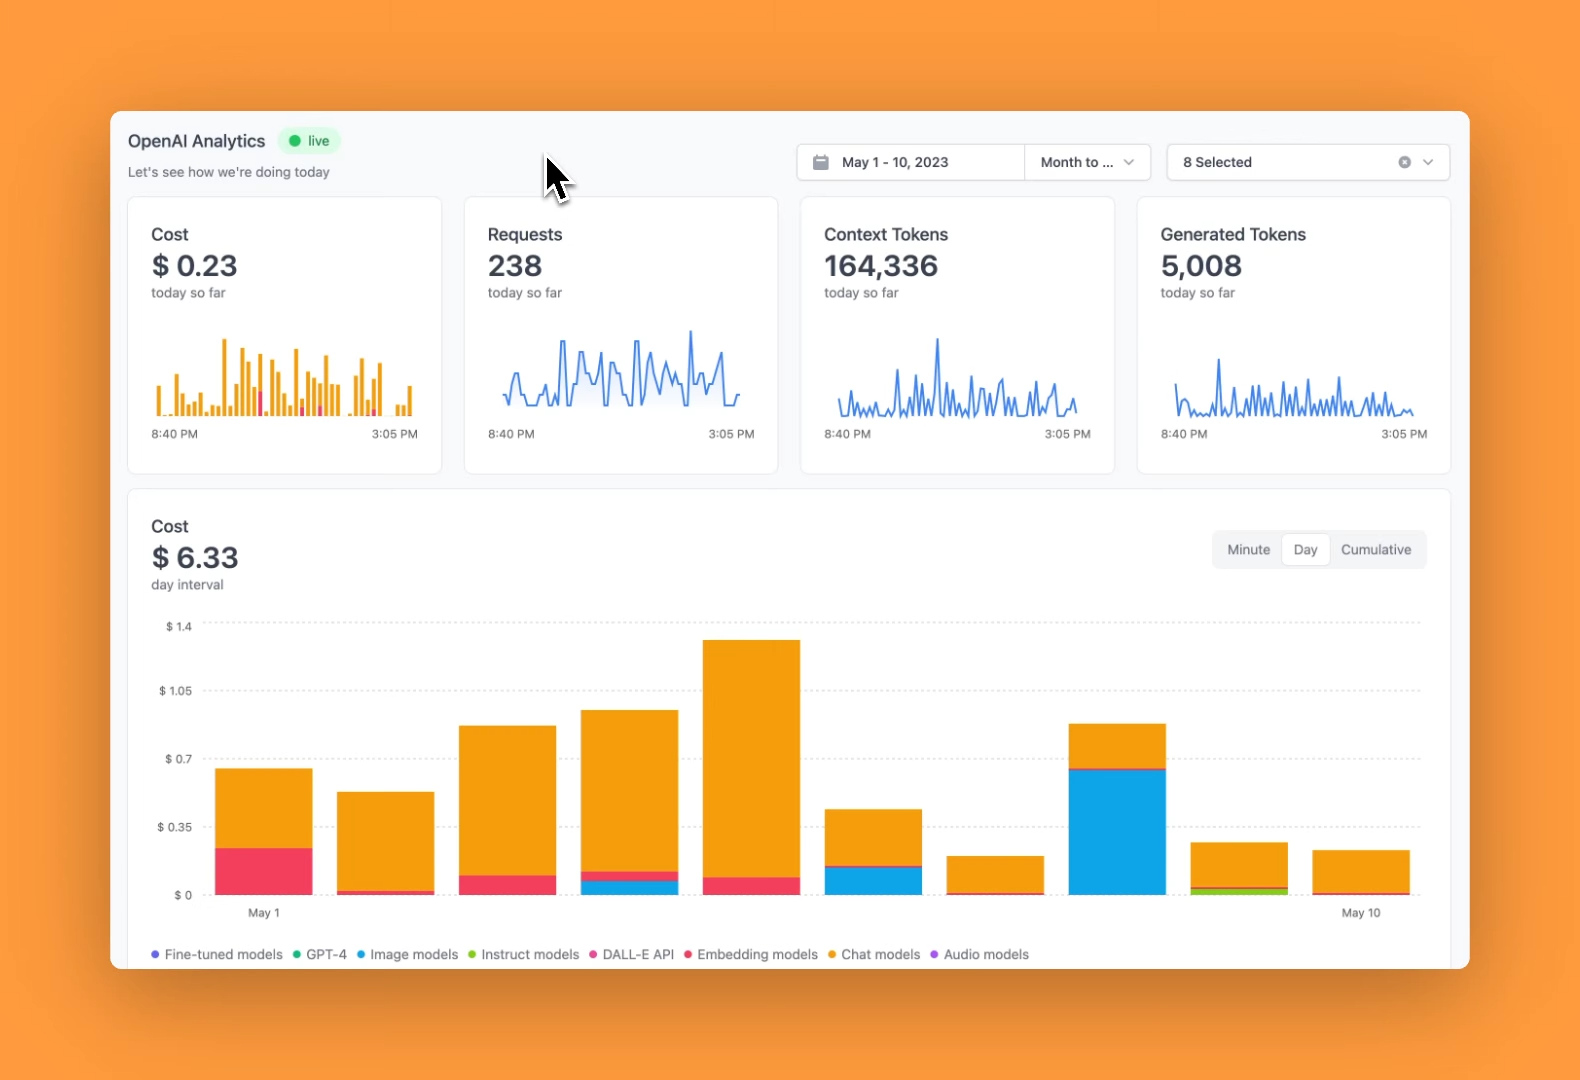 OpenAI Analytics
live
Let's see how we're doing today
May 1 - 10, 2023
Month to ...
8 Selected
Cost
$ 0.23
today so far
8:40 PM
3:05 PM
Requests
238
today so far
8:40 PM
3:05 PM
Context Tokens
164,336
today so far
8:40 PM
3:05 PM
Generated Tokens
5,008
today so far
8:40 PM
3:05 PM
Cost
$ 6.33
day interval
Minute
Day
Cumulative
$ 1.4
$ 1.05
$ 0.7
$ 0.35
$ 0
May 1
May 10
Fine-tuned models
GPT-4
Image models
Instruct models
DALL-E API
Embedding models
Chat models
Audio models